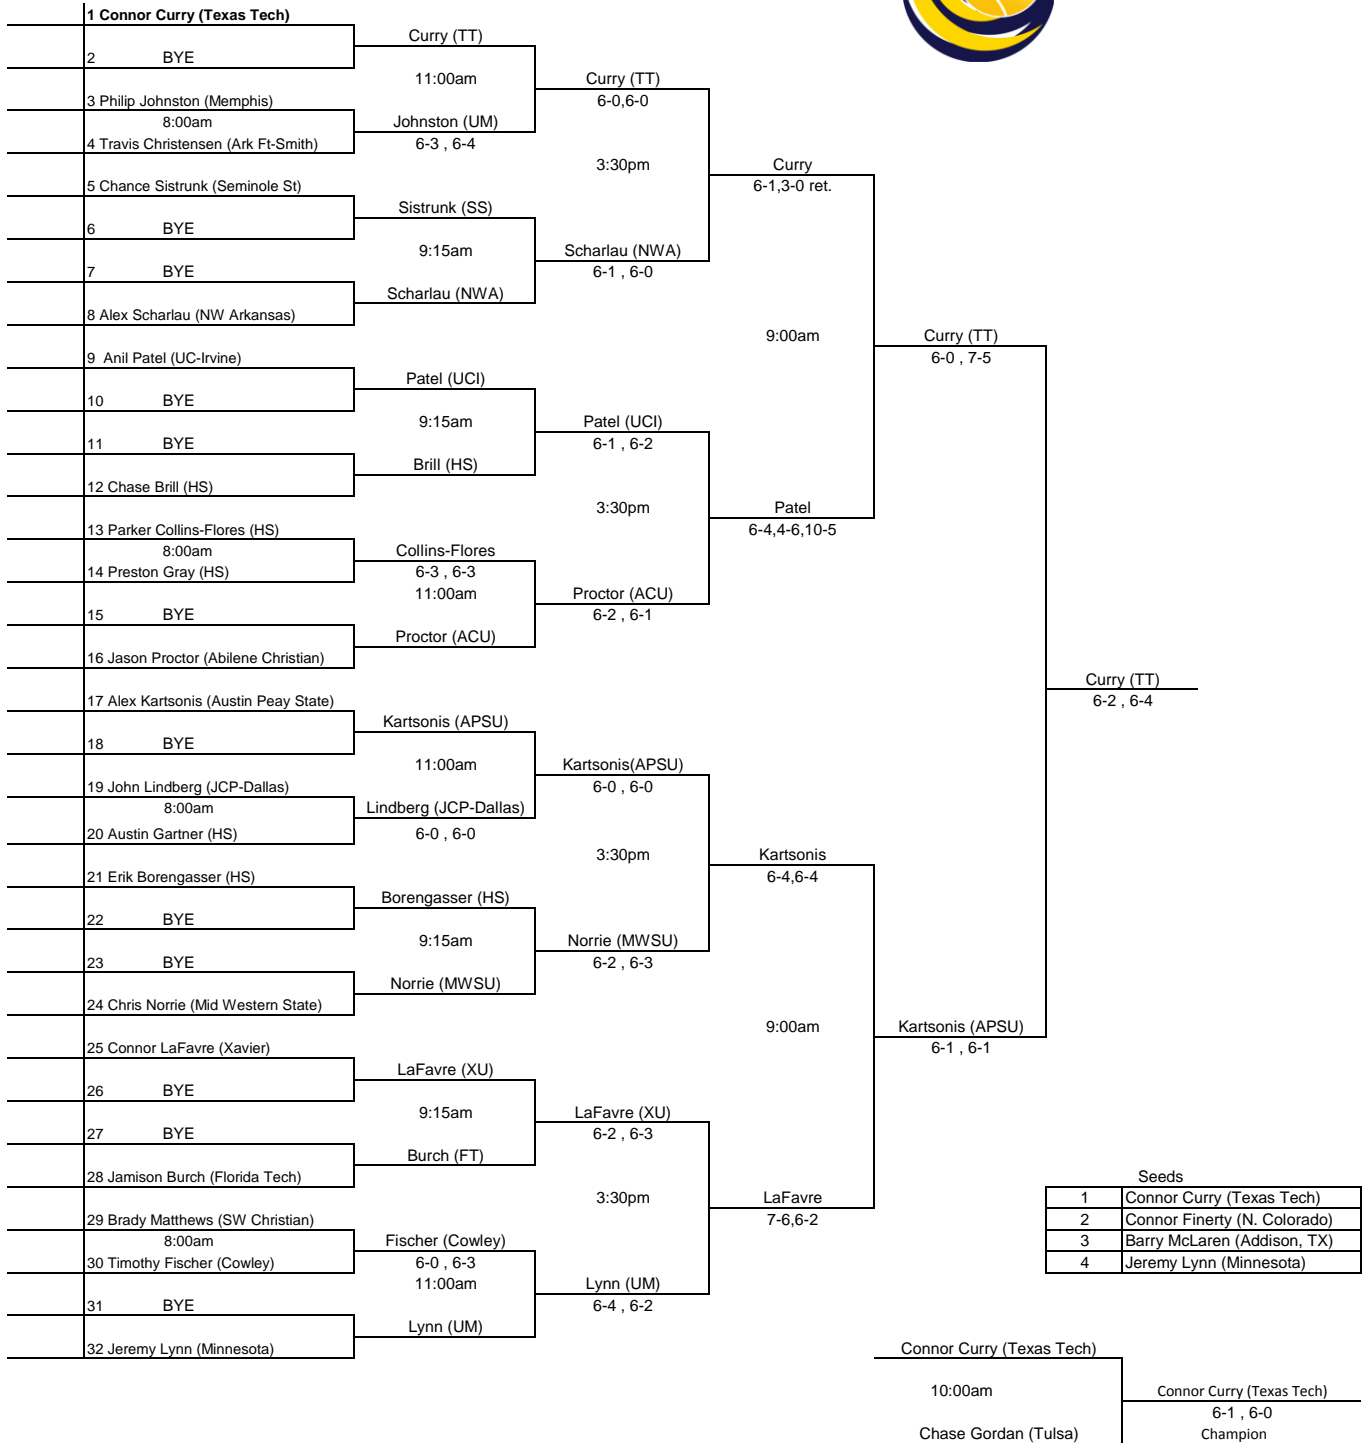 1 Connor Curry (Texas Tech)
Curry (TT)
2 BYE
11:00am
Curry (TT)
3 Philip Johnston (Memphis)
6-0,6-0
8:00am
Johnston (UM)
4 Travis Christensen (Ark Ft-Smith)
6-3 , 6-4
3:30pm
Curry
5 Chance Sistrunk (Seminole St)
6-1,3-0 ret.
Sistrunk (SS)
6 BYE
9:15am
Scharlau (NWA)
7 BYE
6-1 , 6-0
Scharlau (NWA)
8 Alex Scharlau (NW Arkansas)
9:00am
Curry (TT)
9 Anil Patel (UC-Irvine)
6-0 , 7-5
Patel (UCI)
10 BYE
9:15am
Patel (UCI)
11 BYE
6-1 , 6-2
Brill (HS)
12 Chase Brill (HS)
3:30pm
Patel
13 Parker Collins-Flores (HS)
6-4,4-6,10-5
8:00am
Collins-Flores
14 Preston Gray (HS)
6-3 , 6-3
11:00am
Proctor (ACU)
15 BYE
6-2 , 6-1
Proctor (ACU)
16 Jason Proctor (Abilene Christian)
Curry (TT)
17 Alex Kartsonis (Austin Peay State)
6-2 , 6-4
Kartsonis (APSU)
18 BYE
11:00am
Kartsonis(APSU)
19 John Lindberg (JCP-Dallas)
6-0 , 6-0
8:00am
Lindberg (JCP-Dallas)
20 Austin Gartner (HS)
6-0 , 6-0
3:30pm
Kartsonis
21 Erik Borengasser (HS)
6-4,6-4
Borengasser (HS)
22 BYE
9:15am
Norrie (MWSU)
23 BYE
6-2 , 6-3
Norrie (MWSU)
24 Chris Norrie (Mid Western State)
9:00am
Kartsonis (APSU)
25 Connor LaFavre (Xavier)
6-1 , 6-1
LaFavre (XU)
26 BYE
9:15am
LaFavre (XU)
27 BYE
6-2 , 6-3
Burch (FT)
28 Jamison Burch (Florida Tech)
Seeds
3:30pm
LaFavre
1 Connor Curry (Texas Tech)
29 Brady Matthews (SW Christian)
7-6,6-2
2 Connor Finerty (N. Colorado)
8:00am
Fischer (Cowley)
3 Barry McLaren (Addison, TX)
30 Timothy Fischer (Cowley)
6-0 , 6-3
4 Jeremy Lynn (Minnesota)
11:00am
Lynn (UM)
31 BYE
6-4 , 6-2
Lynn (UM)
32 Jeremy Lynn (Minnesota)
Connor Curry (Texas Tech)
10:00am
Connor Curry (Texas Tech)
6-1 , 6-0
Chase Gordan (Tulsa)
Champion